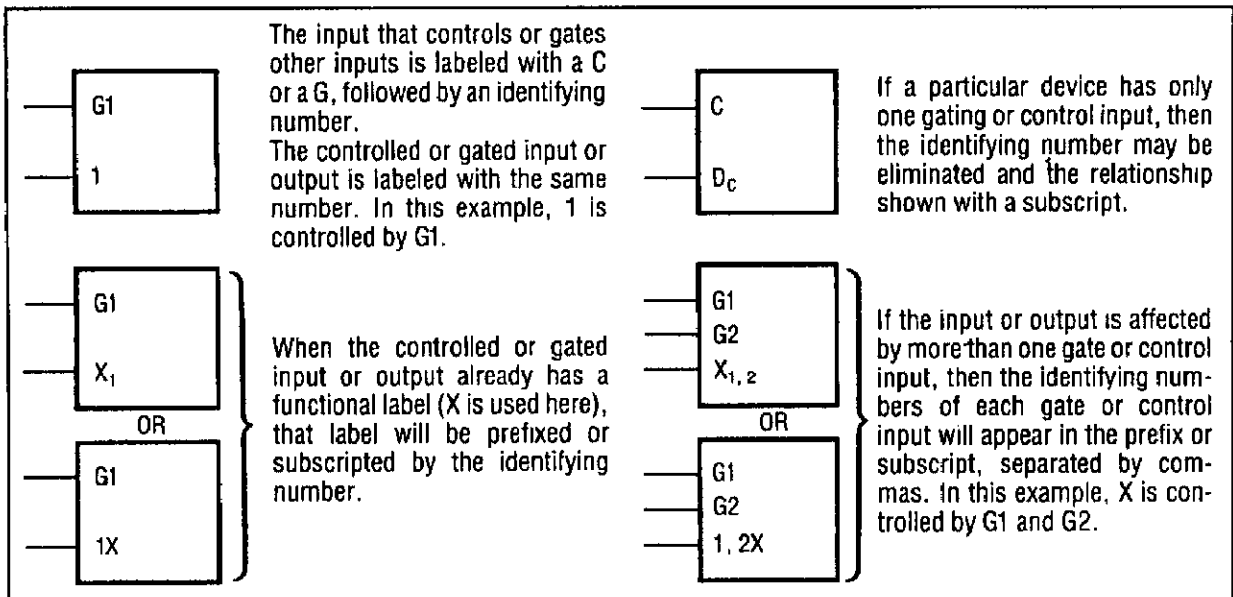 G1
1
The input that controls or gates
other inputs is labeled with a C
or a G, followed by an identifying
number.
The controlled or gated input or
output is labeled with the same
number. In this example, 1 is
controlled by G1.
C
D_C
If a particular device has only
one gating or control input, then
the identifying number may be
eliminated and the relationship
shown with a subscript.
G1
X₁
OR
G1
1X
When the controlled or gated
input or output already has a
functional label (X is used here),
that label will be prefixed or
subscripted by the identifying
number.
G1
G2
X₁,₂
OR
G1
G2
1, 2X
If the input or output is affected
by more than one gate or control
input, then the identifying num-
bers of each gate or control
input will appear in the prefix or
subscript, separated by com-
mas. In this example, X is con-
trolled by G1 and G2.